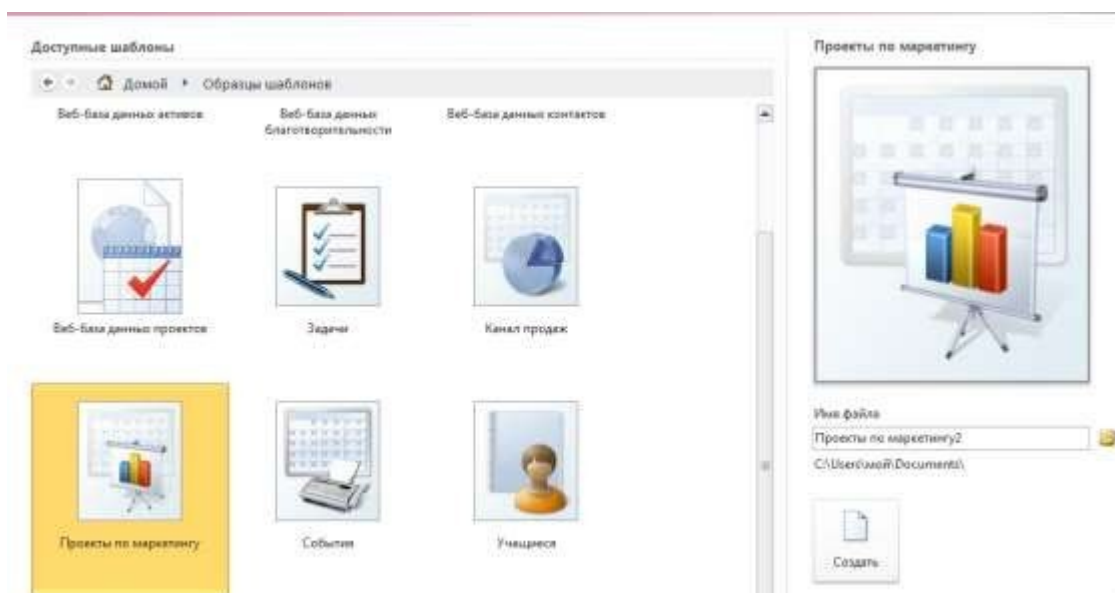 Доступные шаблоны
Домой
Образцы шаблонов
Веб-база данных активов
Веб-база данных
благотворительности
Веб-база данных контактов
Веб-база данных проектов
Задачи
Канал продаж
Проекты по маркетингу
События
Учащиеся
Проекты по маркетингу
Имя файла
Проекты по маркетингу2
C:\Users\мой\Documents\
Создать